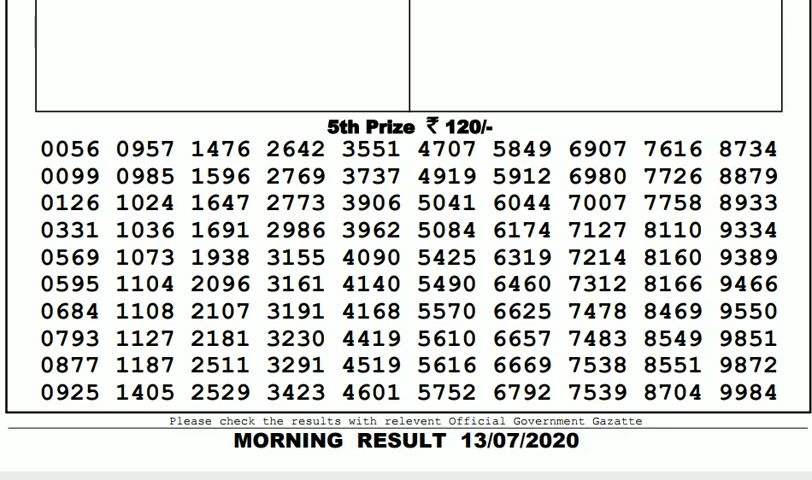 5th Prize ₹ 120/-
0056 0957 1476 2642 3551 4707 5849 6907 7616 8734
0099 0985 1596 2769 3737 4919 5912 6980 7726 8879
0126 1024 1647 2773 3906 5041 6044 7007 7758 8933
0331 1036 1691 2986 3962 5084 6174 7127 8110 9334
0569 1073 1938 3155 4090 5425 6319 7214 8160 9389
0595 1104 2096 3161 4140 5490 6460 7312 8166 9466
0684 1108 2107 3191 4168 5570 6625 7478 8469 9550
0793 1127 2181 3230 4419 5610 6657 7483 8549 9851
0877 1187 2511 3291 4519 5616 6669 7538 8551 9872
0925 1405 2529 3423 4601 5752 6792 7539 8704 9984
Please check the results with relevent Official Government Gazatte
MORNING RESULT 13/07/2020